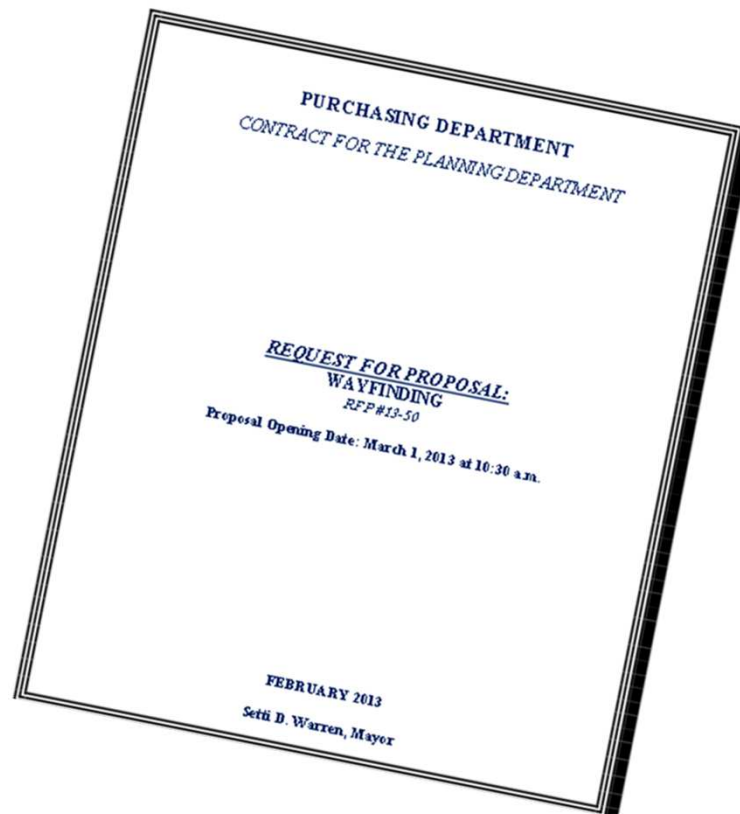 PURCHASING DEPARTMENT
CONTRACT FOR THE PLANNING DEPARTMENT
REQUEST FOR PROPOSAL:
WAYFINDING
RFP #13-50
Proposal Opening Date: March 1, 2013 at 10:30 a.m.
FEBRUARY 2013
Setti D. Warren, Mayor